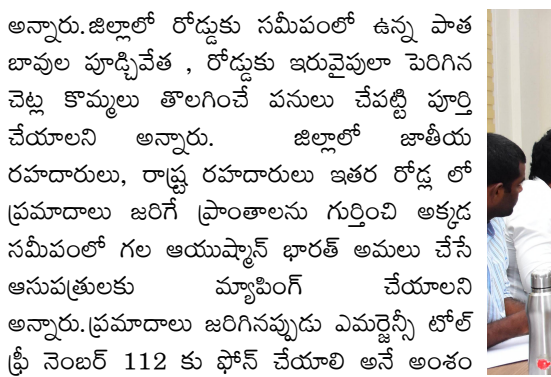 అన్నారు.జిల్లాలో రోడ్డుకు సమీపంలో ఉన్న పాత
బావుల పూడ్చివేత , రోడ్డుకు ఇరువైపులా పెరిగిన
చెట్ల కొమ్మలు తొలగించే పనులు చేపట్టి పూర్తి
చేయాలని అన్నారు. జిల్లాలో జాతీయ
రహదారులు, రాష్ట్ర రహదారులు ఇతర రోడ్ల లో
ప్రమాదాలు జరిగే ప్రాంతాలను గుర్తించి అక్కడ
సమీపంలో గల ఆయుష్మాన్ భారత్ అమలు చేసే
ఆసుపత్రులకు మ్యాపింగ్ చేయాలని
అన్నారు.ప్రమాదాలు జరిగినప్పుడు ఎమర్జెన్సీ టోల్
ఫ్రీ నెంబర్ 112 కు ఫోన్ చేయాలి అనే అంశం